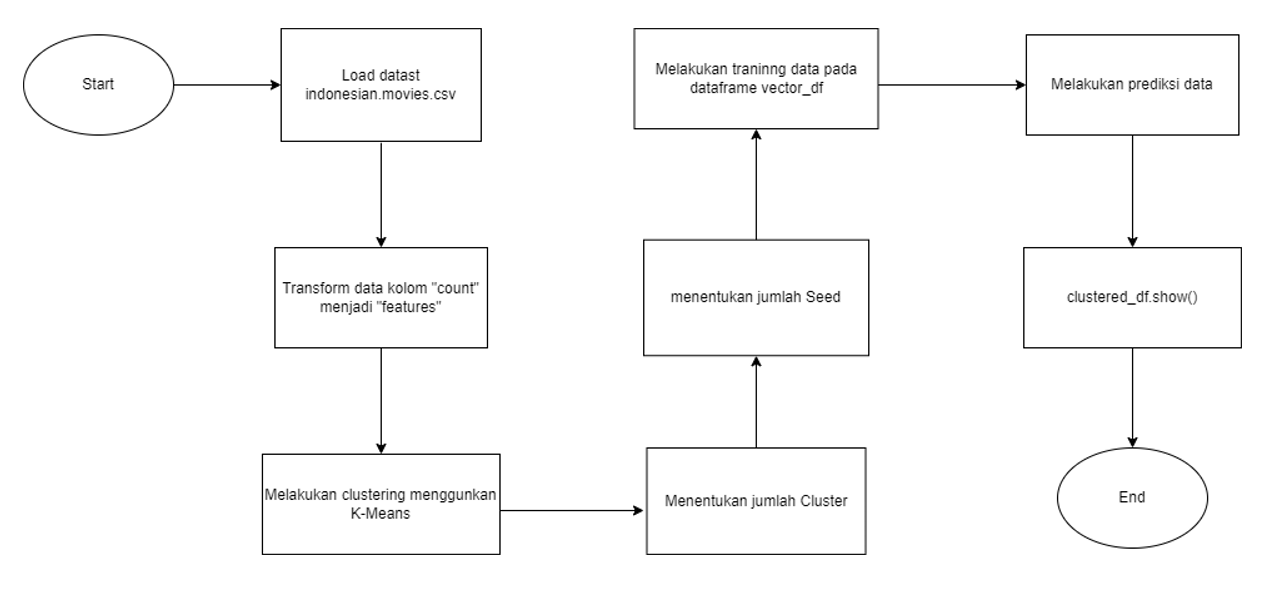 Start
Load datast
indonesian.movies.csv
Transform data kolom "count"
menjadi "features"
Melakukan clustering menggunkan
K-Means
Menentukan jumlah Cluster
menentukan jumlah Seed
Melakukan traninng data pada
dataframe vector_df
Melakukan prediksi data
clustered_df.show()
End